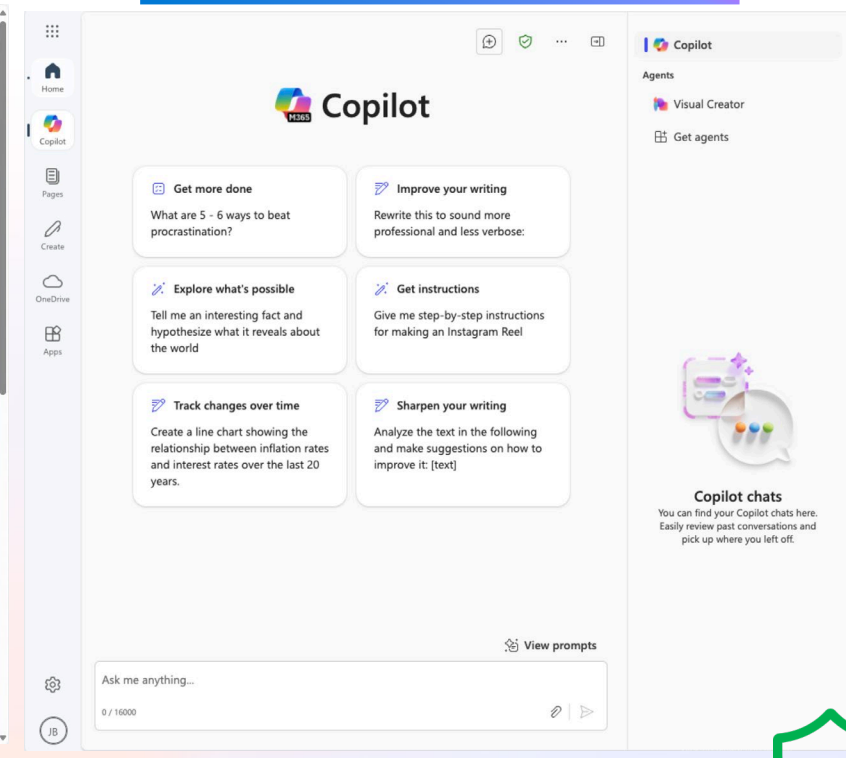 Home
Copilot
Pages
Create
OneDrive
Apps
JB
M365
Copilot
Get more done
What are 5 - 6 ways to beat
procrastination?
Improve your writing
Rewrite this to sound more
professional and less verbose:
Explore what's possible
Tell me an interesting fact and
hypothesize what it reveals about
the world
Get instructions
Give me step-by-step instructions
for making an Instagram Reel
Track changes over time
Create a line chart showing the
relationship between inflation rates
and interest rates over the last 20
years.
Sharpen your writing
Analyze the text in the following
and make suggestions on how to
improve it: [text]
View prompts
Ask me anything...
0 / 16000
Copilot
Agents
Visual Creator
Get agents
Copilot chats
You can find your Copilot chats here.
Easily review past conversations and
pick up where you left off.